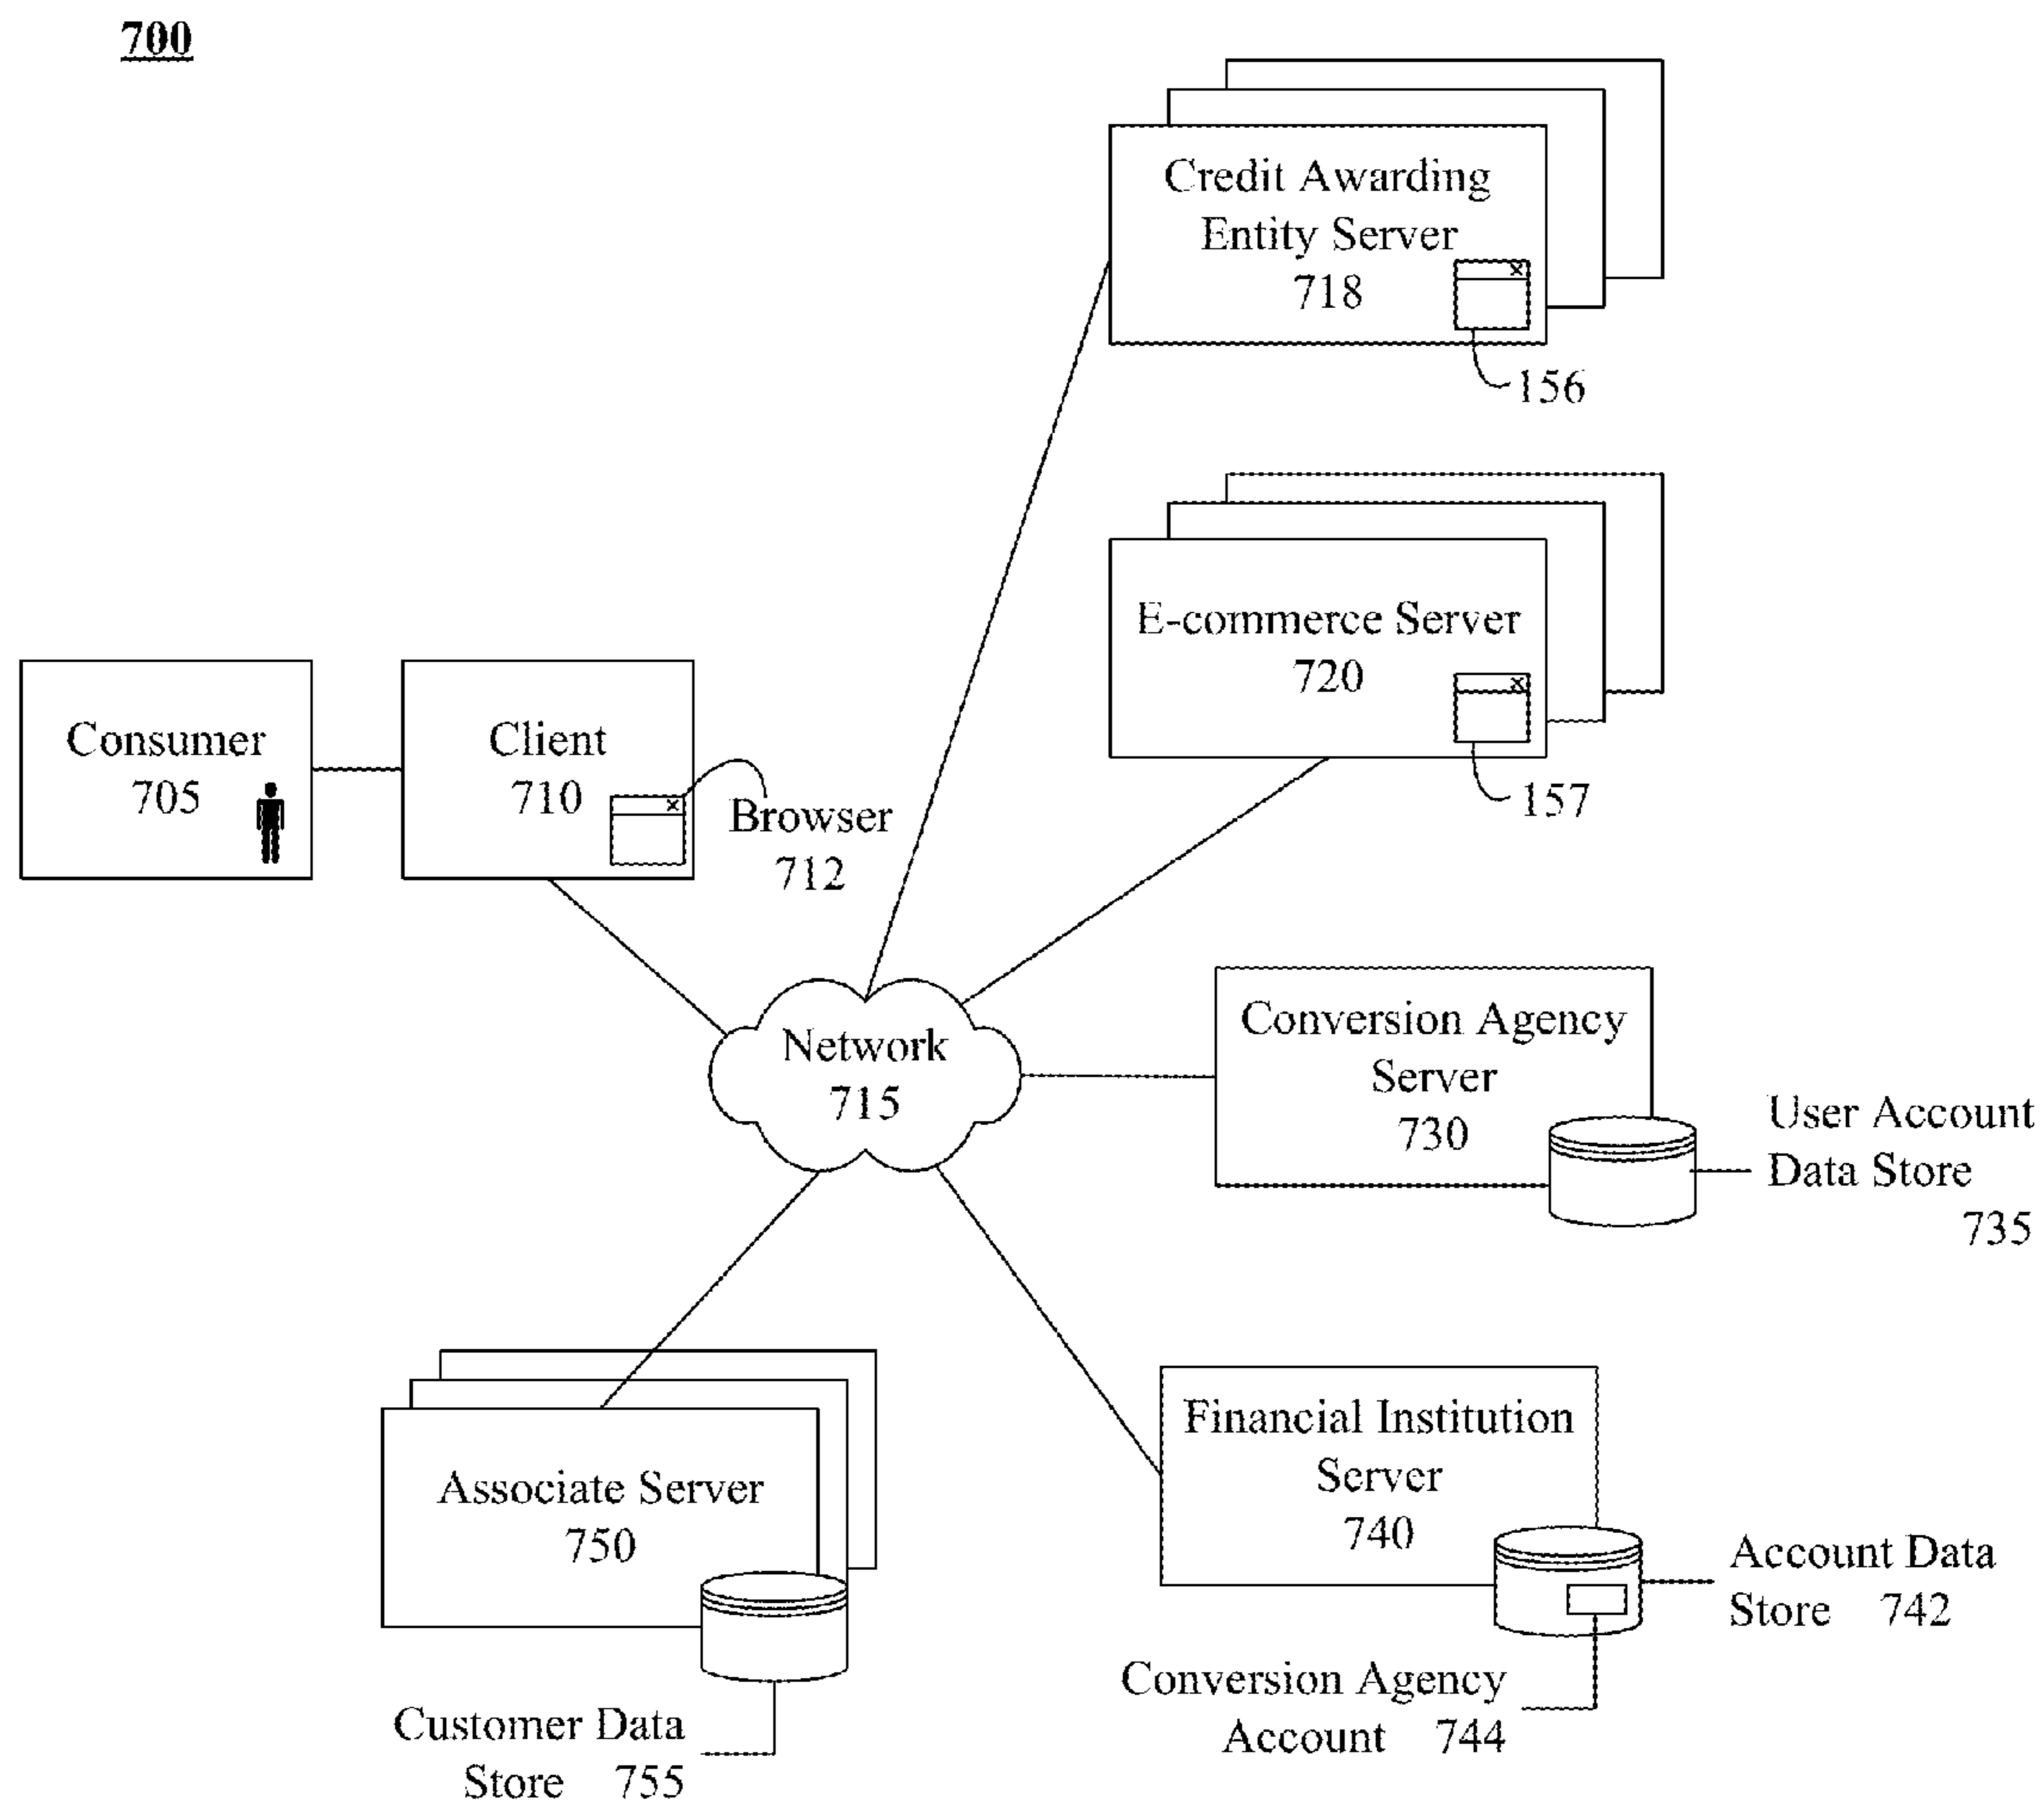 700
Credit Awarding
Entity Server
718
156
E-commerce Server
720
157
Consumer
705
Client
710
Browser
712
Network
715
Conversion Agency
Server
730
User Account
Data Store
735
Associate Server
750
Customer Data
Store 755
Financial Institution
Server
740
Account Data
Store 742
Conversion Agency
Account 744